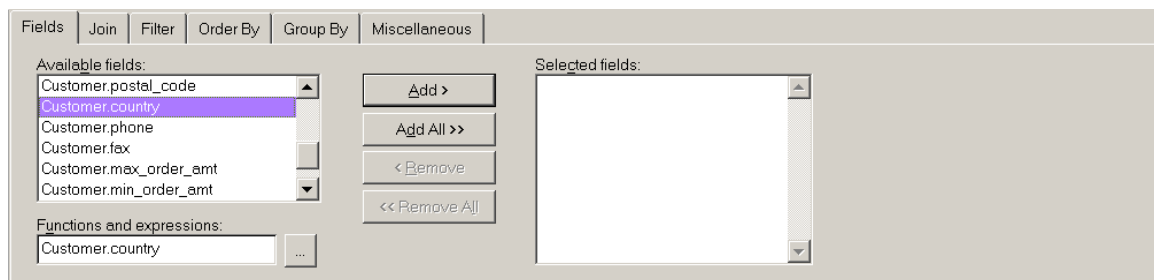 Fields Join Filter Order By Group By Miscellaneous
Available fields:
Customer.postal_code
Customer.country
Customer.phone
Customer.fax
Customer.max_order_amt
Customer.min_order_amt
Functions and expressions:
Customer.country
...
Add >
Add All >>
< Remove
<< Remove All
Selected fields: